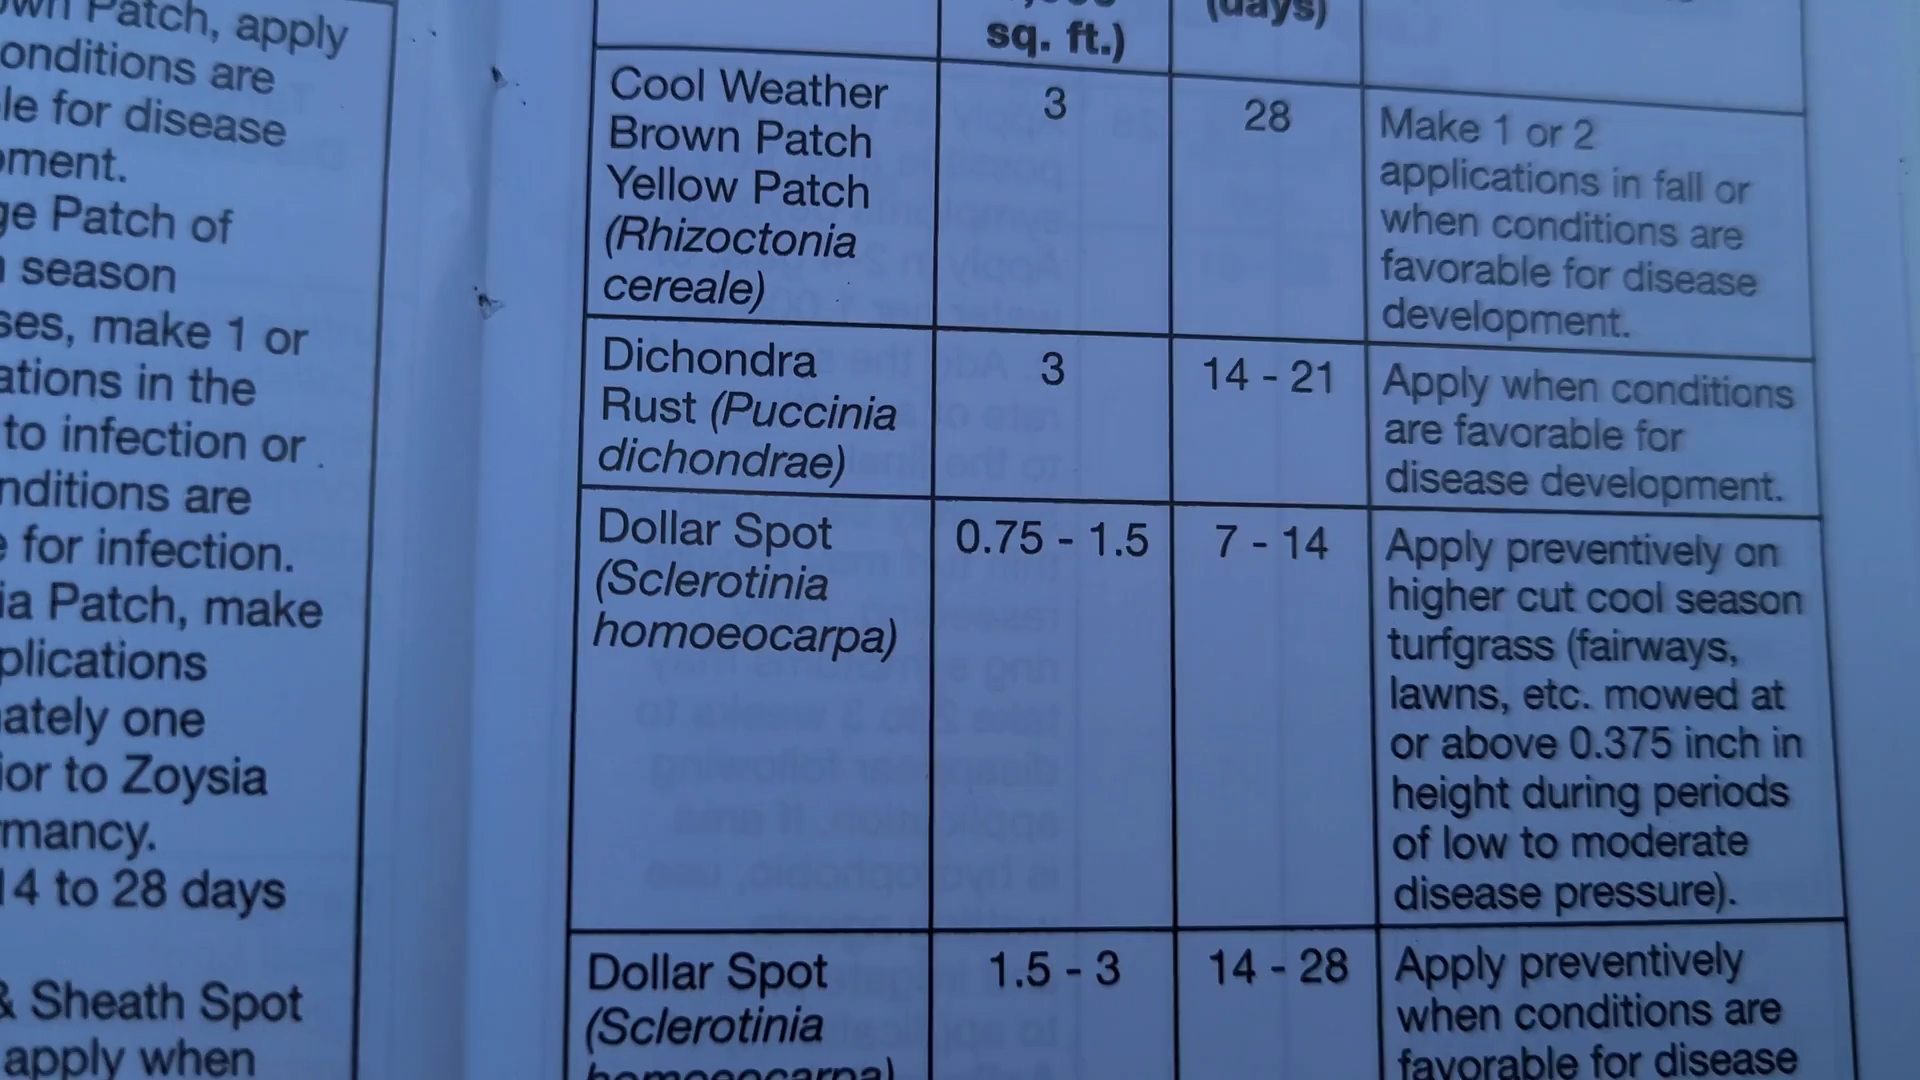 Patch, apply
onditions are
le for disease
ment.
ge Patch of
season
ses, make 1 or
ations in the
to infection or
nditions are
for infection.
ia Patch, make
plications
ately one
ior to Zoysia
rmancy.
14 to 28 days
& Sheath Spot
apply when
sq. ft.)
(days)
Cool Weather
Brown Patch
Yellow Patch
(Rhizoctonia
cereale)
3
28
Make 1 or 2
applications in fall or
when conditions are
favorable for disease
development.
Dichondra
Rust (Puccinia
dichondrae)
3
14 - 21
Apply when conditions
are favorable for
disease development.
Dollar Spot
(Sclerotinia
homoeocarpa)
0.75 - 1.5
7 - 14
Apply preventively on
higher cut cool season
turfgrass (fairways,
lawns, etc. mowed at
or above 0.375 inch in
height during periods
of low to moderate
disease pressure).
Dollar Spot
(Sclerotinia
homoeocarpa)
1.5 - 3
14 - 28
Apply preventively
when conditions are
favorable for disease